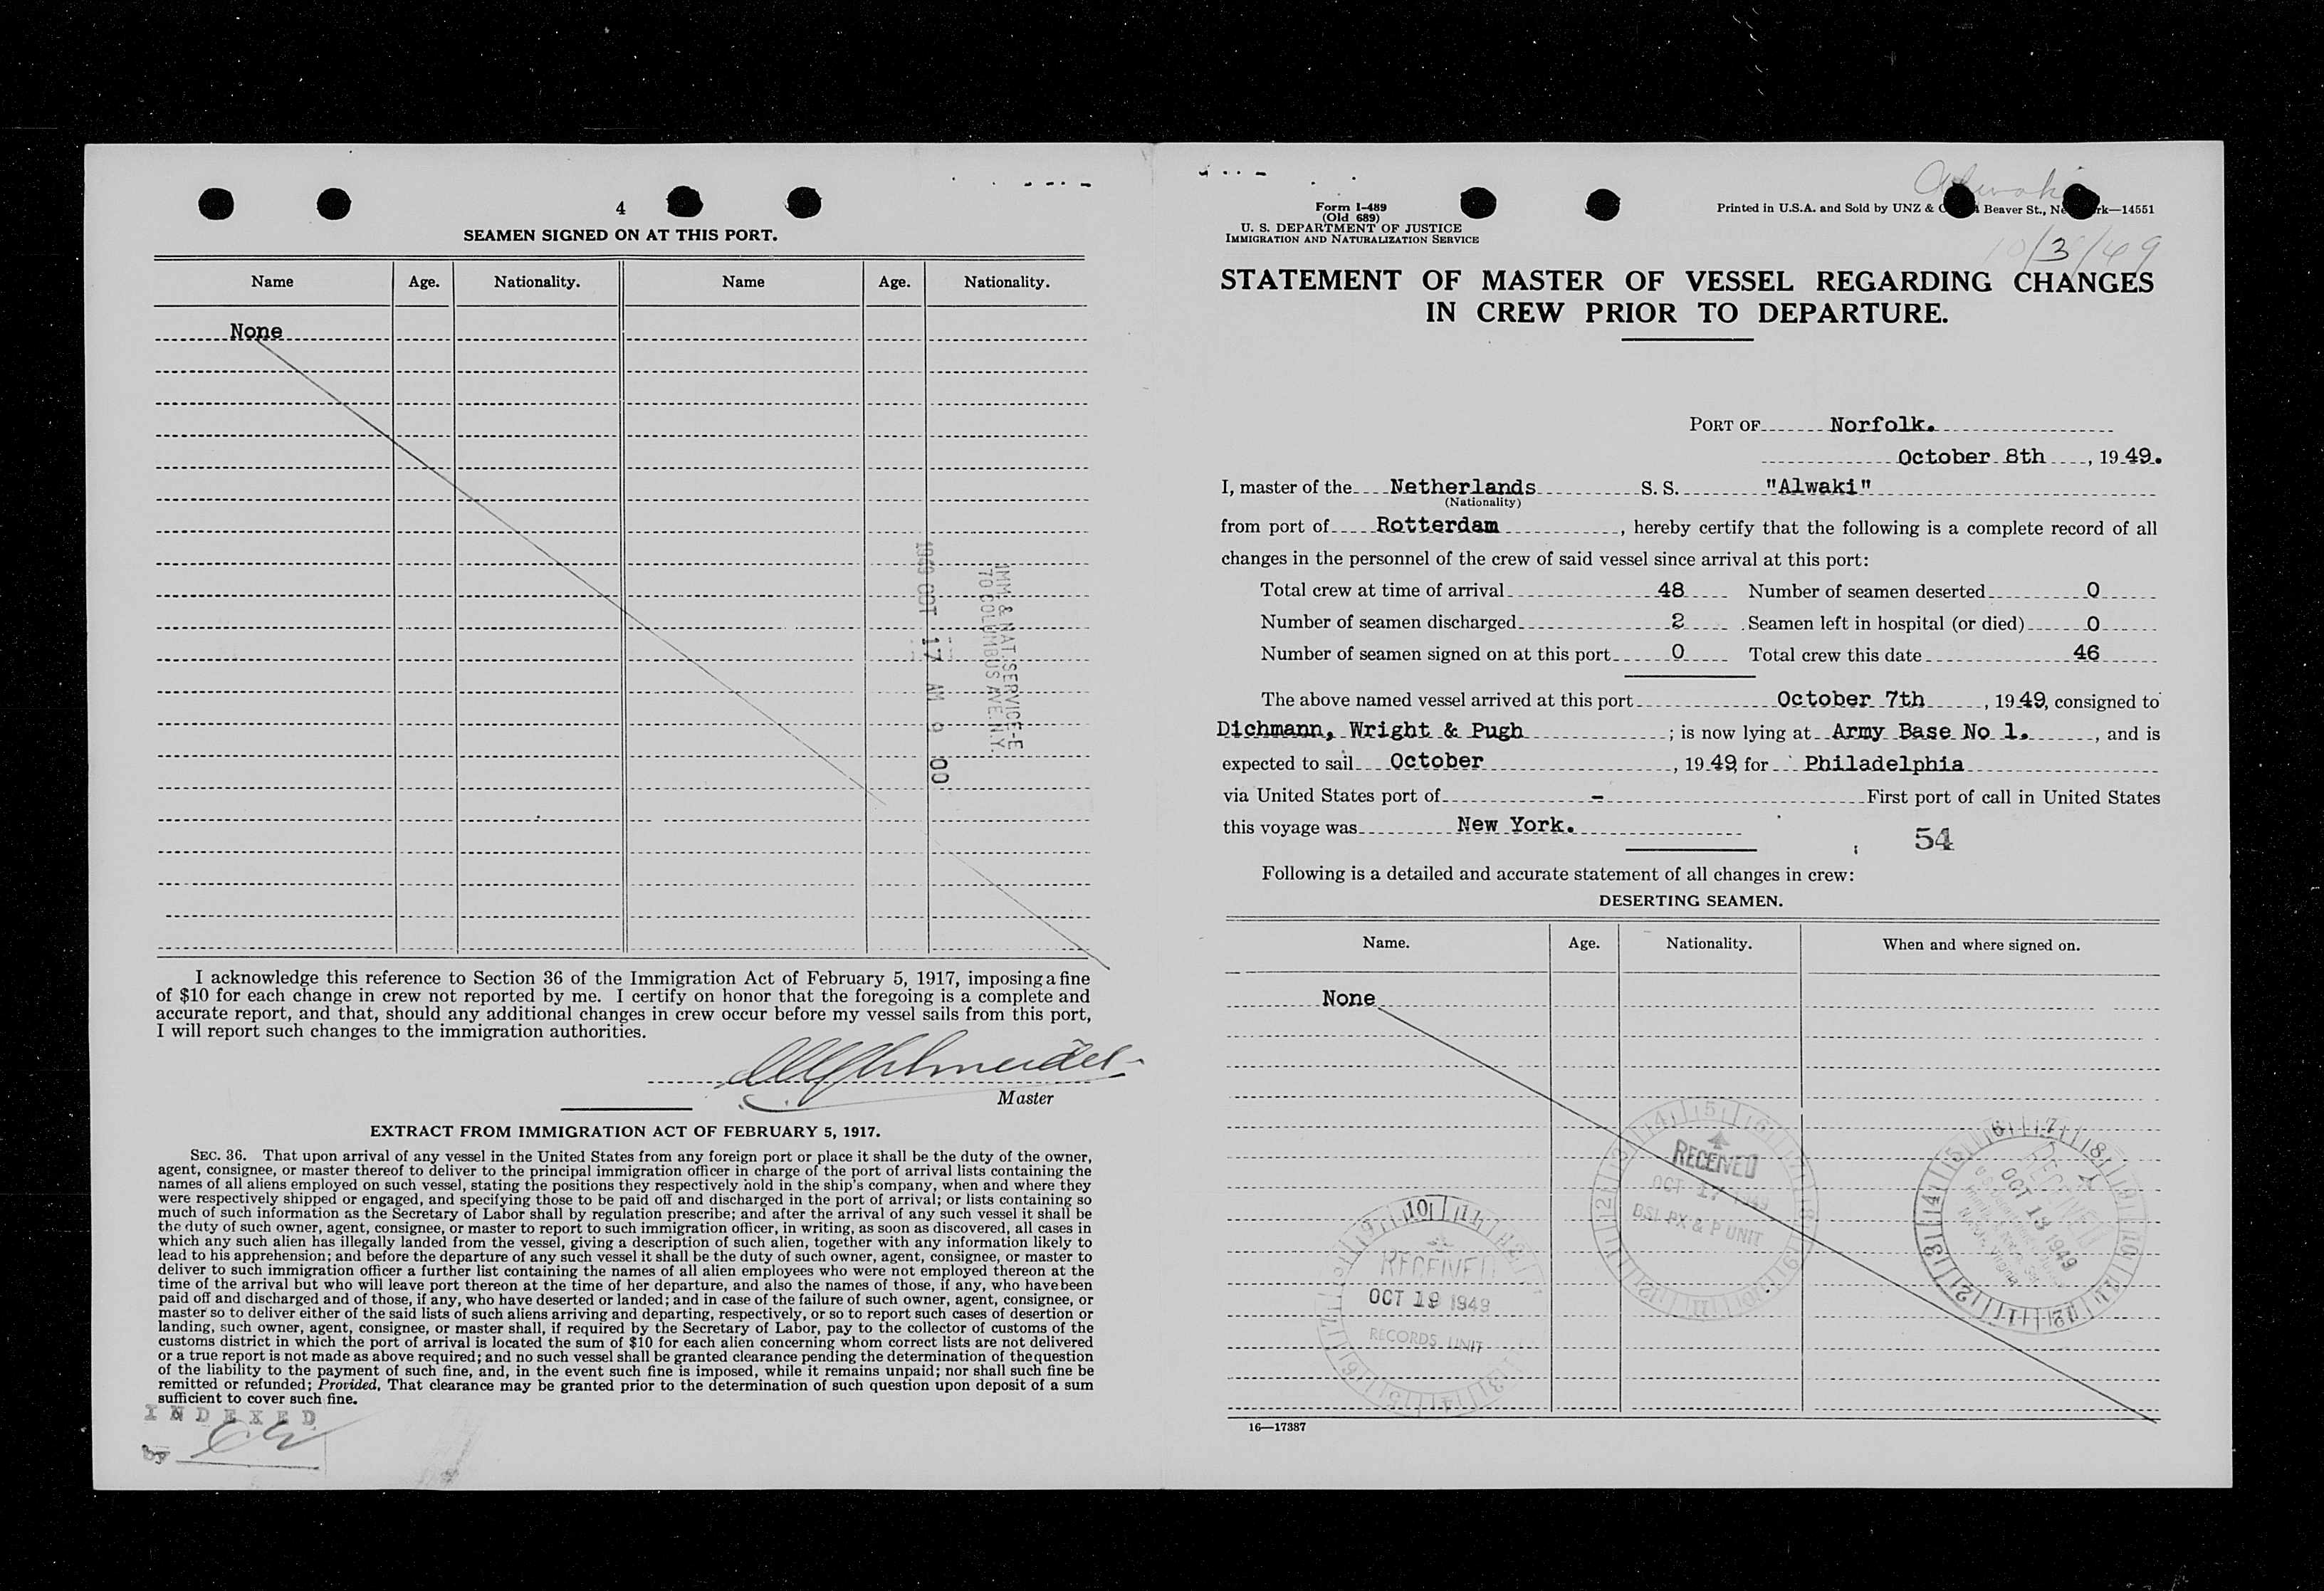 4
SEAMEN SIGNED ON AT THIS PORT.
Name Age. Nationality. Name Age. Nationality.
None
1949 OCT 17 AM 9 00
IMM. & NAT. SERVICE-E
70 COLUMBUS AVE. N.Y.
I acknowledge this reference to Section 36 of the Immigration Act of February 5, 1917, imposing a fine
of $10 for each change in crew not reported by me. I certify on honor that the foregoing is a complete and
accurate report, and that, should any additional changes in crew occur before my vessel sails from this port,
I will report such changes to the immigration authorities.
Master
EXTRACT FROM IMMIGRATION ACT OF FEBRUARY 5, 1917.
SEC. 36. That upon arrival of any vessel in the United States from any foreign port or place it shall be the duty of the owner,
agent, consignee, or master thereof to deliver to the principal immigration officer in charge of the port of arrival lists containing the
names of all aliens employed on such vessel, stating the positions they respectively hold in the ship's company, when and where they
were respectively shipped or engaged, and specifying those to be paid off and discharged in the port of arrival; or lists containing so
much of such information as the Secretary of Labor shall by regulation prescribe; and after the arrival of any such vessel it shall be
the duty of such owner, agent, consignee, or master to report to such immigration officer, in writing, as soon as discovered, all cases in
which any such alien has illegally landed from the vessel, giving a description of such alien, together with any information likely to
lead to his apprehension; and before the departure of any such vessel it shall be the duty of such owner, agent, consignee, or master to
deliver to such immigration officer a further list containing the names of all alien employees who were not employed thereon at the
time of the arrival but who will leave port thereon at the time of her departure, and also the names of those, if any, who have been
paid off and discharged and of those, if any, who have deserted or landed; and in case of the failure of such owner, agent, consignee, or
master so to deliver either of the said lists of such aliens arriving and departing, respectively, or so to report such cases of desertion or
landing, such owner, agent, consignee, or master shall, if required by the Secretary of Labor, pay to the collector of customs of the
customs district in which the port of arrival is located the sum of $10 for each alien concerning whom correct lists are not delivered
or a true report is not made as above required; and no such vessel shall be granted clearance pending the determination of the question
of the liability to the payment of such fine, and, in the event such fine is imposed, while it remains unpaid; nor shall such fine be
remitted or refunded; Provided, That clearance may be granted prior to the determination of such question upon deposit of a sum
sufficient to cover such fine.
INDEXED
by
Alwaki
10/3/49
Form I-489
(Old 689)
U. S. DEPARTMENT OF JUSTICE
IMMIGRATION AND NATURALIZATION SERVICE
Printed in U.S.A. and Sold by UNZ & Beaver St., 14551
STATEMENT OF MASTER OF VESSEL REGARDING CHANGES
IN CREW PRIOR TO DEPARTURE.
PORT OF Norfolk.
October 8th, 1949.
I, master of the Netherlands S. S. "Alwaki"
(Nationality)
from port of Rotterdam, hereby certify that the following is a complete record of all
changes in the personnel of the crew of said vessel since arrival at this port:
Total crew at time of arrival 48 Number of seamen deserted 0
Number of seamen discharged 2 Seamen left in hospital (or died) 0
Number of seamen signed on at this port 0 Total crew this date 46
The above named vessel arrived at this port October 7th, 1949, consigned to
Dichmann, Wright & Pugh; is now lying at Army Base No 1., and is
expected to sail October, 1949, for Philadelphia
via United States port of - First port of call in United States
this voyage was New York.
54
Following is a detailed and accurate statement of all changes in crew:
DESERTING SEAMEN.
Name. Age. Nationality. When and where signed on.
None
RECEIVED
OCT 17 1949
BSI-PX & P UNIT
RECEIVED
OCT 19 1949
RECORDS UNIT
RECEIVED
OCT 13 1949
16—17387